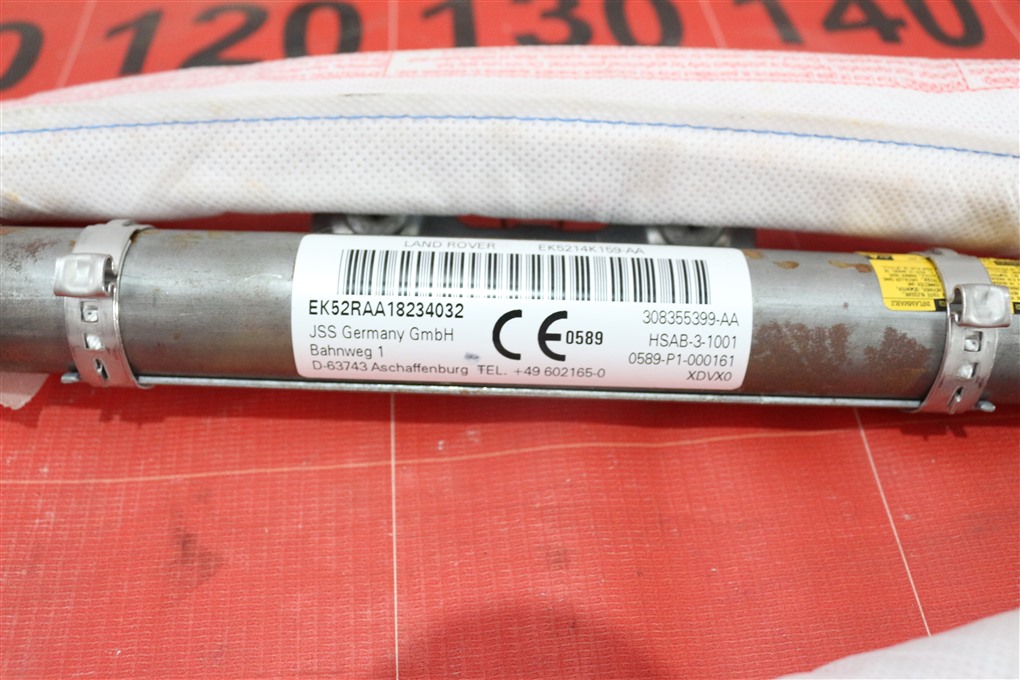 120 130 140
LAND ROVER EK5214K159-AA
EK52RAA18234032
308355399-AA
JSS Germany GmbH
CE 0589
HSAB-3-1001
Bahnweg 1
0589-P1-000161
D-63743 Aschaffenburg TEL. +49 602165-0
XDVX0